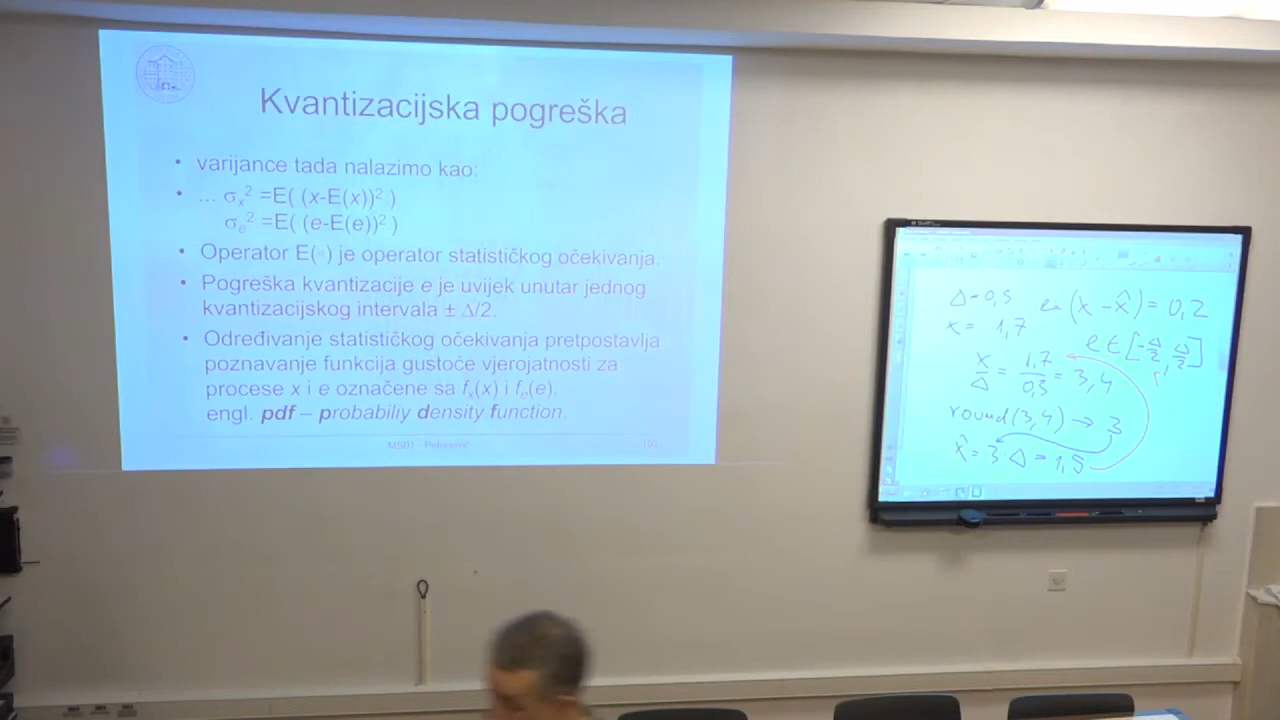 Kvantizacijska pogreška
• varijance tada nalazimo kao:
• ... σx² =E( (x-E(x))² )
σe² =E( (e-E(e))² )
• Operator E(◦) je operator statističkog očekivanja.
• Pogreška kvantizacije e je uvijek unutar jednog
kvantizacijskog intervala ± Δ/2.
• Određivanje statističkog očekivanja pretpostavlja
poznavanje funkcija gustoće vjerojatnosti za
procese x i e označene sa fx(x) i fe(e),
engl. pdf – probabiliy density function.
MS01 - Petrinović
Δ=0,5
e= (x - x̂) = 0,2
x = 1,7
e ∈ [-Δ/2, Δ/2]
x/Δ = 1,7/0,5 = 3,4
round(3,4) → 3
x̂ = 3·Δ = 1,5